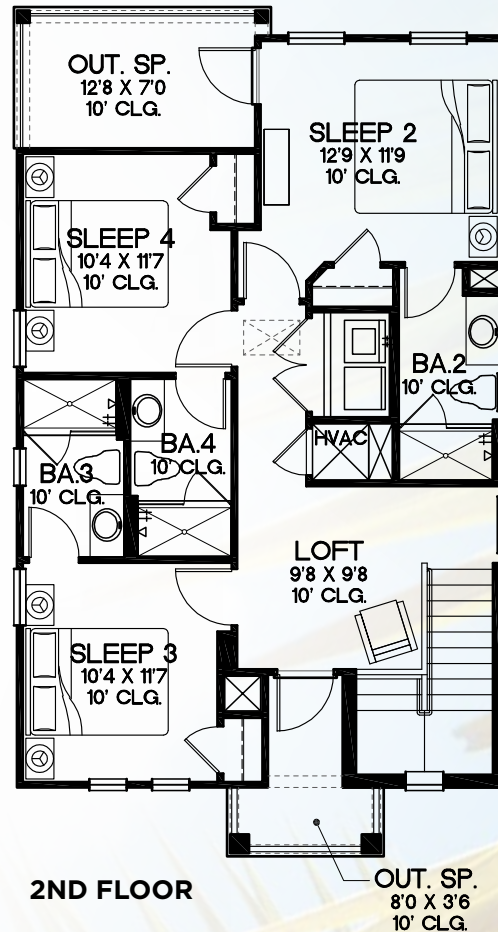 OUT. SP.
12'8 X 7'0
10' CLG.
SLEEP 2
12'9 X 11'9
10' CLG.
SLEEP 4
10'4 X 11'7
10' CLG.
BA.2
10' CLG.
BA.4
10' CLG.
HVAC
BA.3
10' CLG.
LOFT
9'8 X 9'8
10' CLG.
SLEEP 3
10'4 X 11'7
10' CLG.
2ND FLOOR
OUT. SP.
8'0 X 3'6
10' CLG.